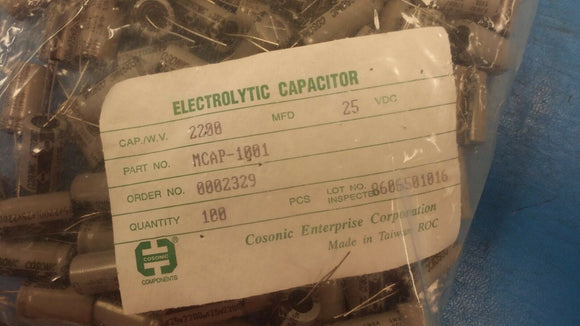 ELECTROLYTIC CAPACITOR
CAP./W.V. 2200 MFD 25 VDC
PART NO. MCAP-1001
ORDER NO. 0002329
LOT NO. 8606501016
INSPECTED
QUANTITY 100 PCS
COSONIC
COMPONENTS
Cosonic Enterprise Corporation
Made in Taiwan ROC